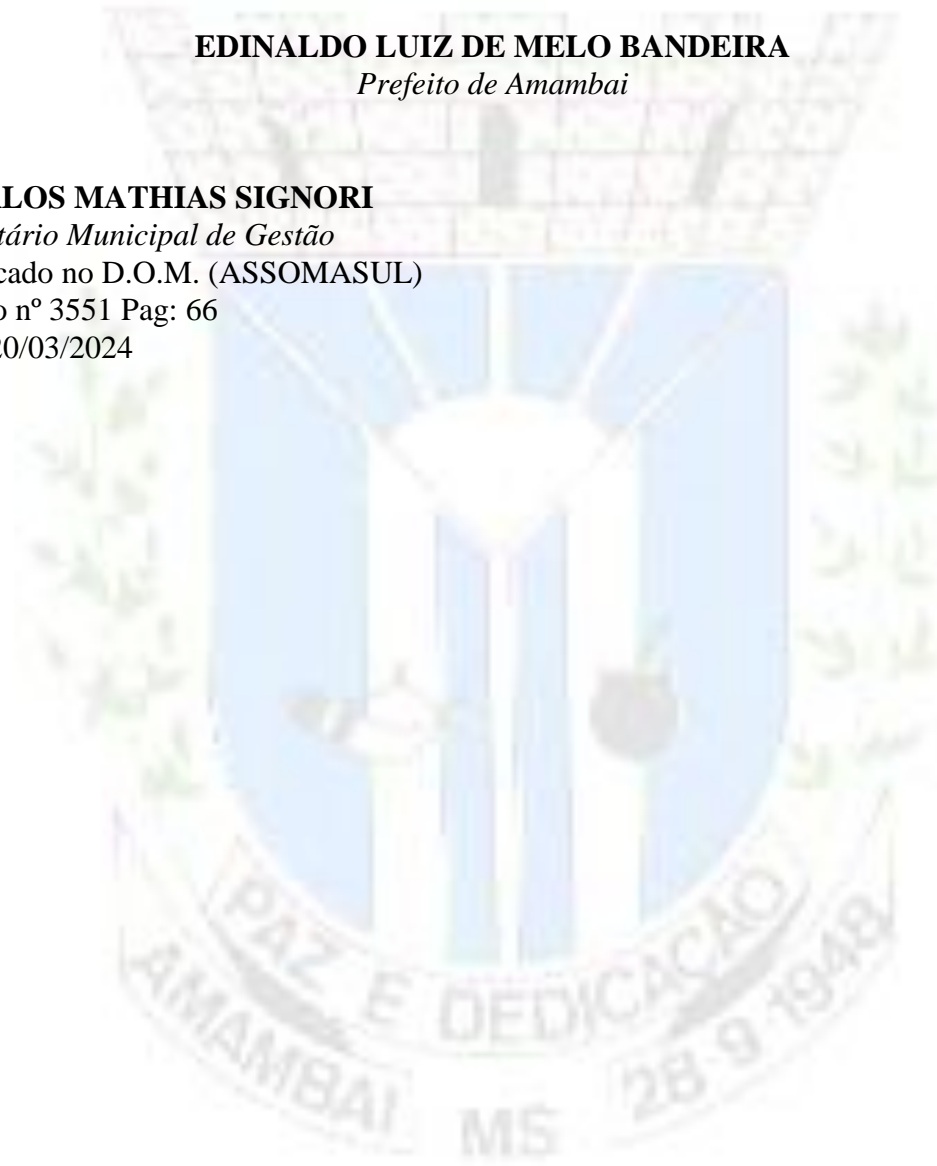 EDINALDO LUIZ DE MELO BANDEIRA
Prefeito de Amambai
LOS MATHIAS SIGNORI
tário Municipal de Gestão
cado no D.O.M. (ASSOMASUL)
o nº 3551 Pag: 66
20/03/2024
PAZ E DEDICAÇÃO
AMAMBAI MS 28 9 1948